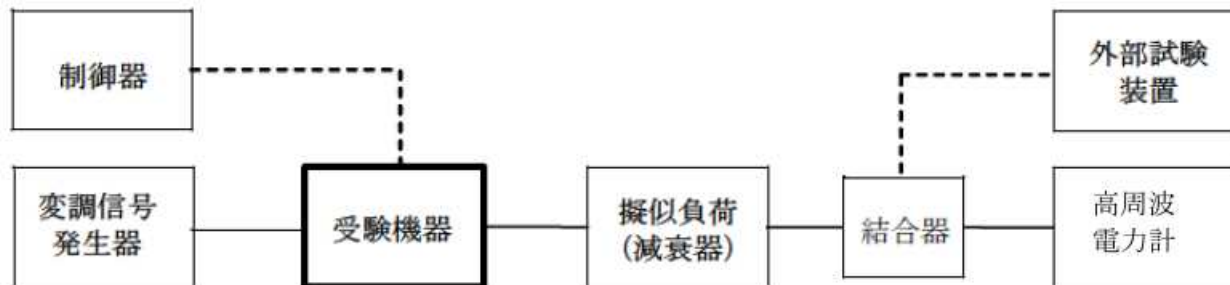 制御器
外部試験
装置
変調信号
発生器
受験機器
擬似負荷
(減衰器)
結合器
高周波
電力計